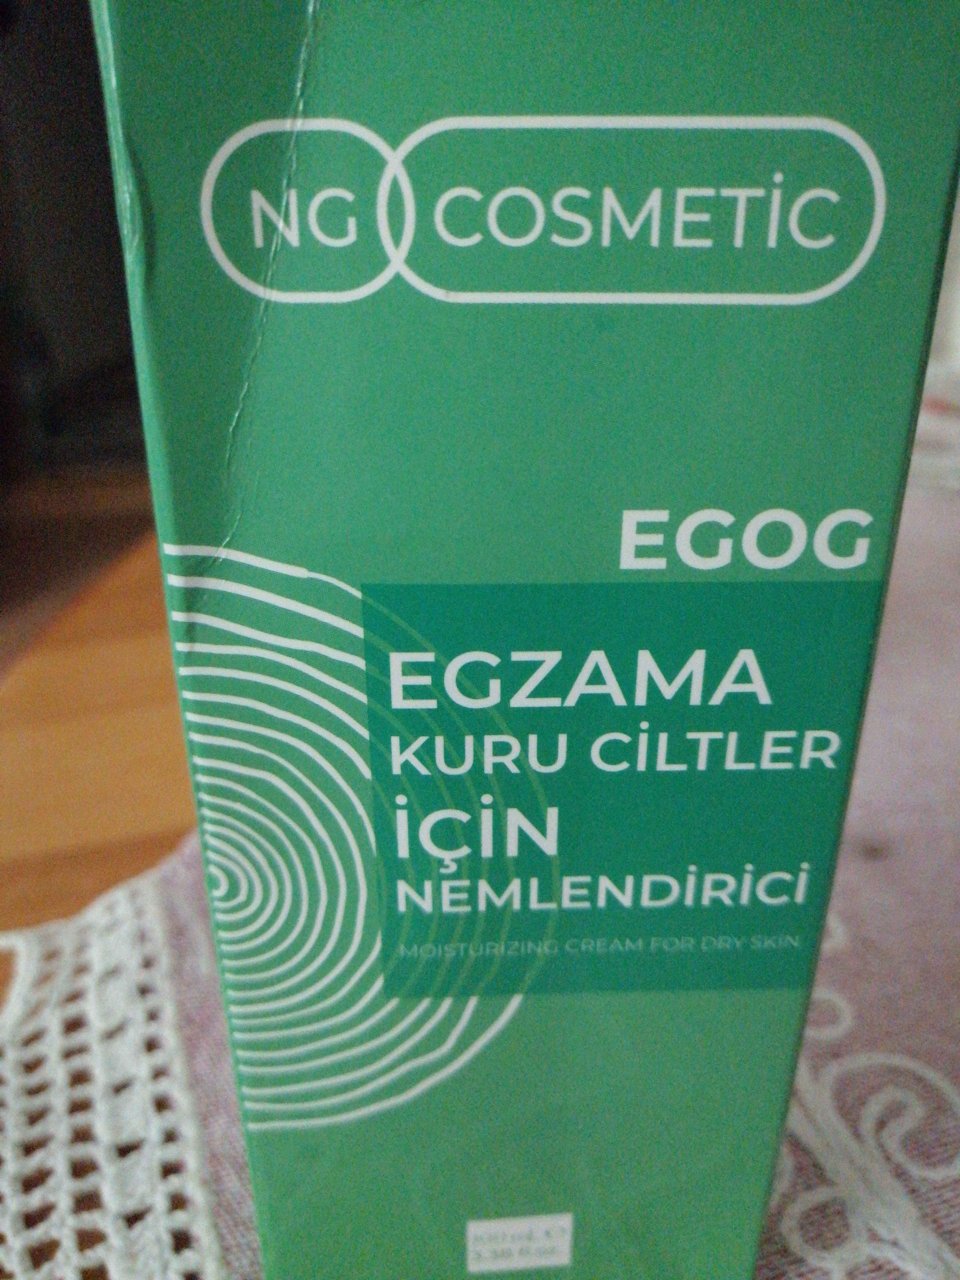 NG COSMETİC
EGOG
EGZAMA
KURU CİLTLER
İÇİN
NEMLENDİRİCİ
MOISTURIZING CREAM FOR DRY SKIN